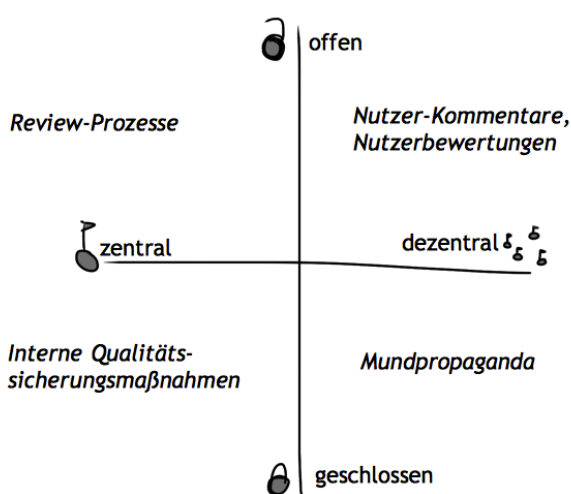 offen
Review-Prozesse
Nutzer-Kommentare,
Nutzerbewertungen
zentral
dezentral
Interne Qualitäts-
sicherungsmaßnahmen
Mundpropaganda
geschlossen